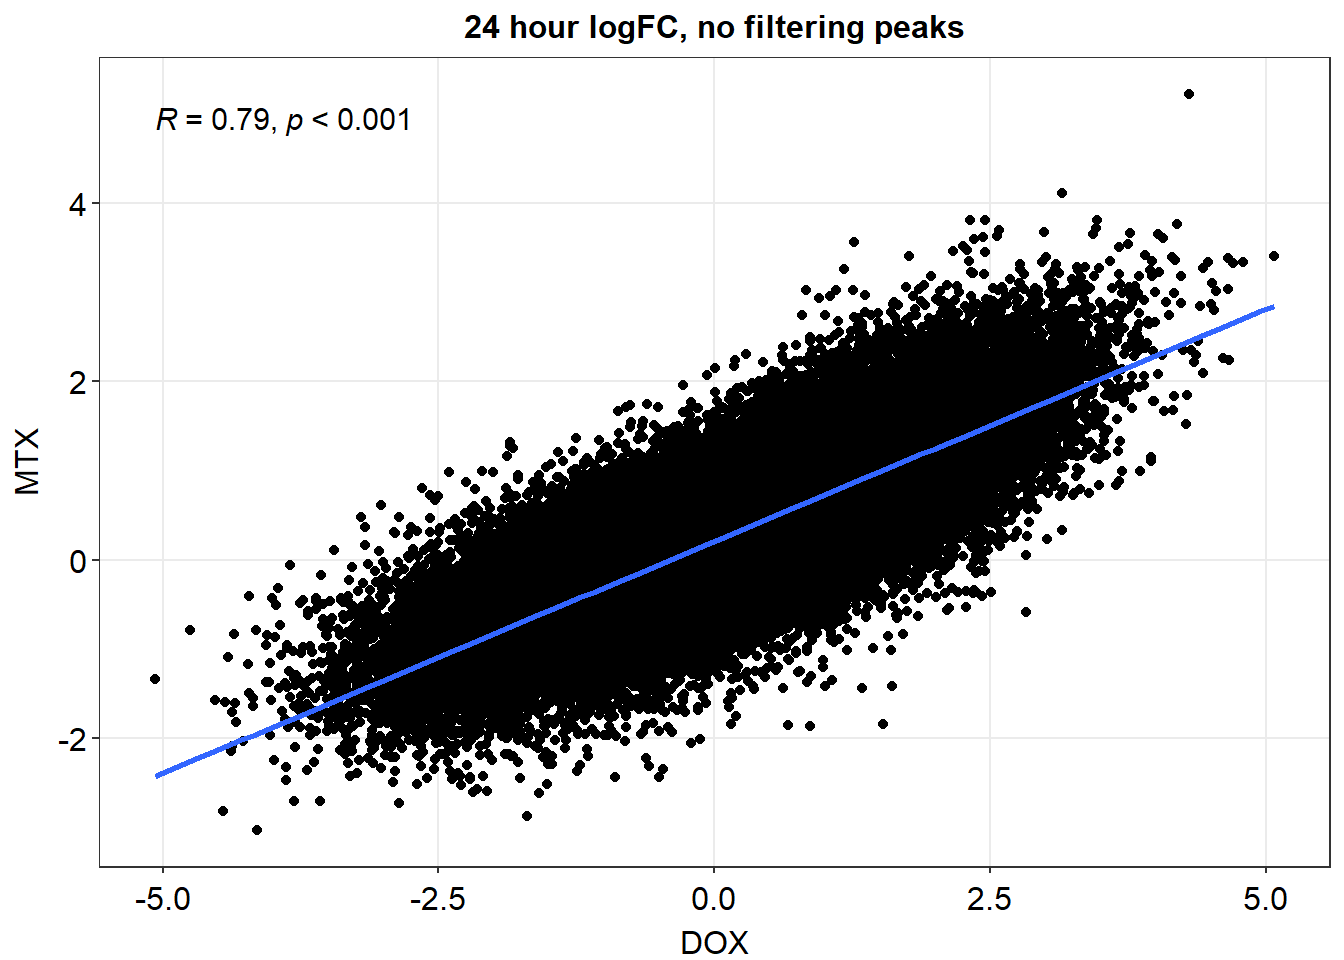 24 hour logFC, no filtering peaks
R = 0.79, p < 0.001
4
2
0
-2
MTX
-5.0 -2.5 0.0 2.5 5.0
DOX